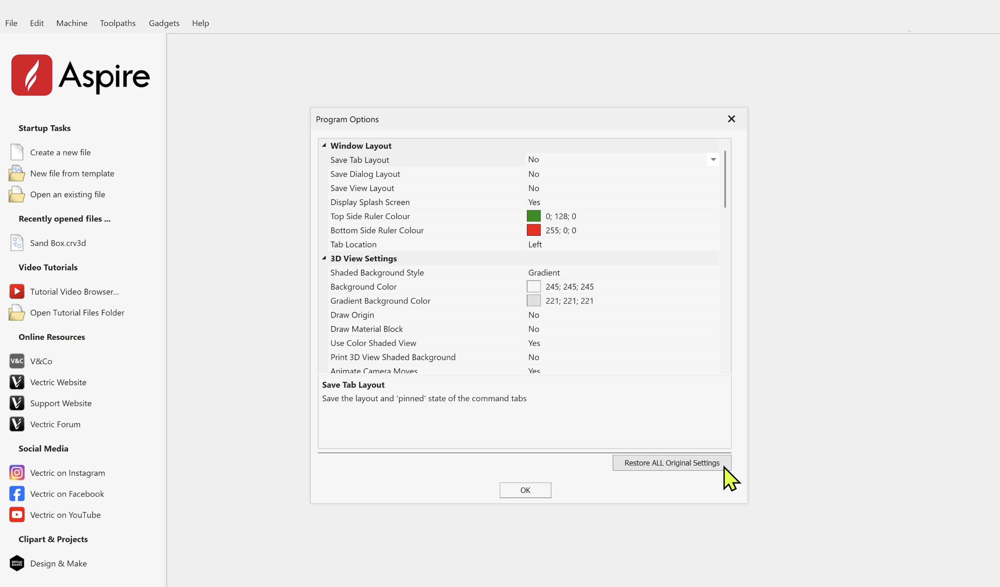 File Edit Machine Toolpaths Gadgets Help
Aspire
Startup Tasks
Create a new file
New file from template
Open an existing file
Recently opened files ...
Sand Box.crv3d
Video Tutorials
Tutorial Video Browser...
Open Tutorial Files Folder
Online Resources
V&C V&Co
Vectric Website
Support Website
Vectric Forum
Social Media
Vectric on Instagram
Vectric on Facebook
Vectric on YouTube
Clipart & Projects
DESIGN
&MAKE
Design & Make
Program Options
Window Layout
Save Tab Layout No
Save Dialog Layout No
Save View Layout No
Display Splash Screen Yes
Top Side Ruler Colour 0; 128; 0
Bottom Side Ruler Colour 255; 0; 0
Tab Location Left
3D View Settings
Shaded Background Style Gradient
Background Color 245; 245; 245
Gradient Background Color 221; 221; 221
Draw Origin No
Draw Material Block No
Use Color Shaded View Yes
Print 3D View Shaded Background No
Animate Camera Moves Yes
Save Tab Layout
Save the layout and 'pinned' state of the command tabs
Restore ALL Original Settings
OK